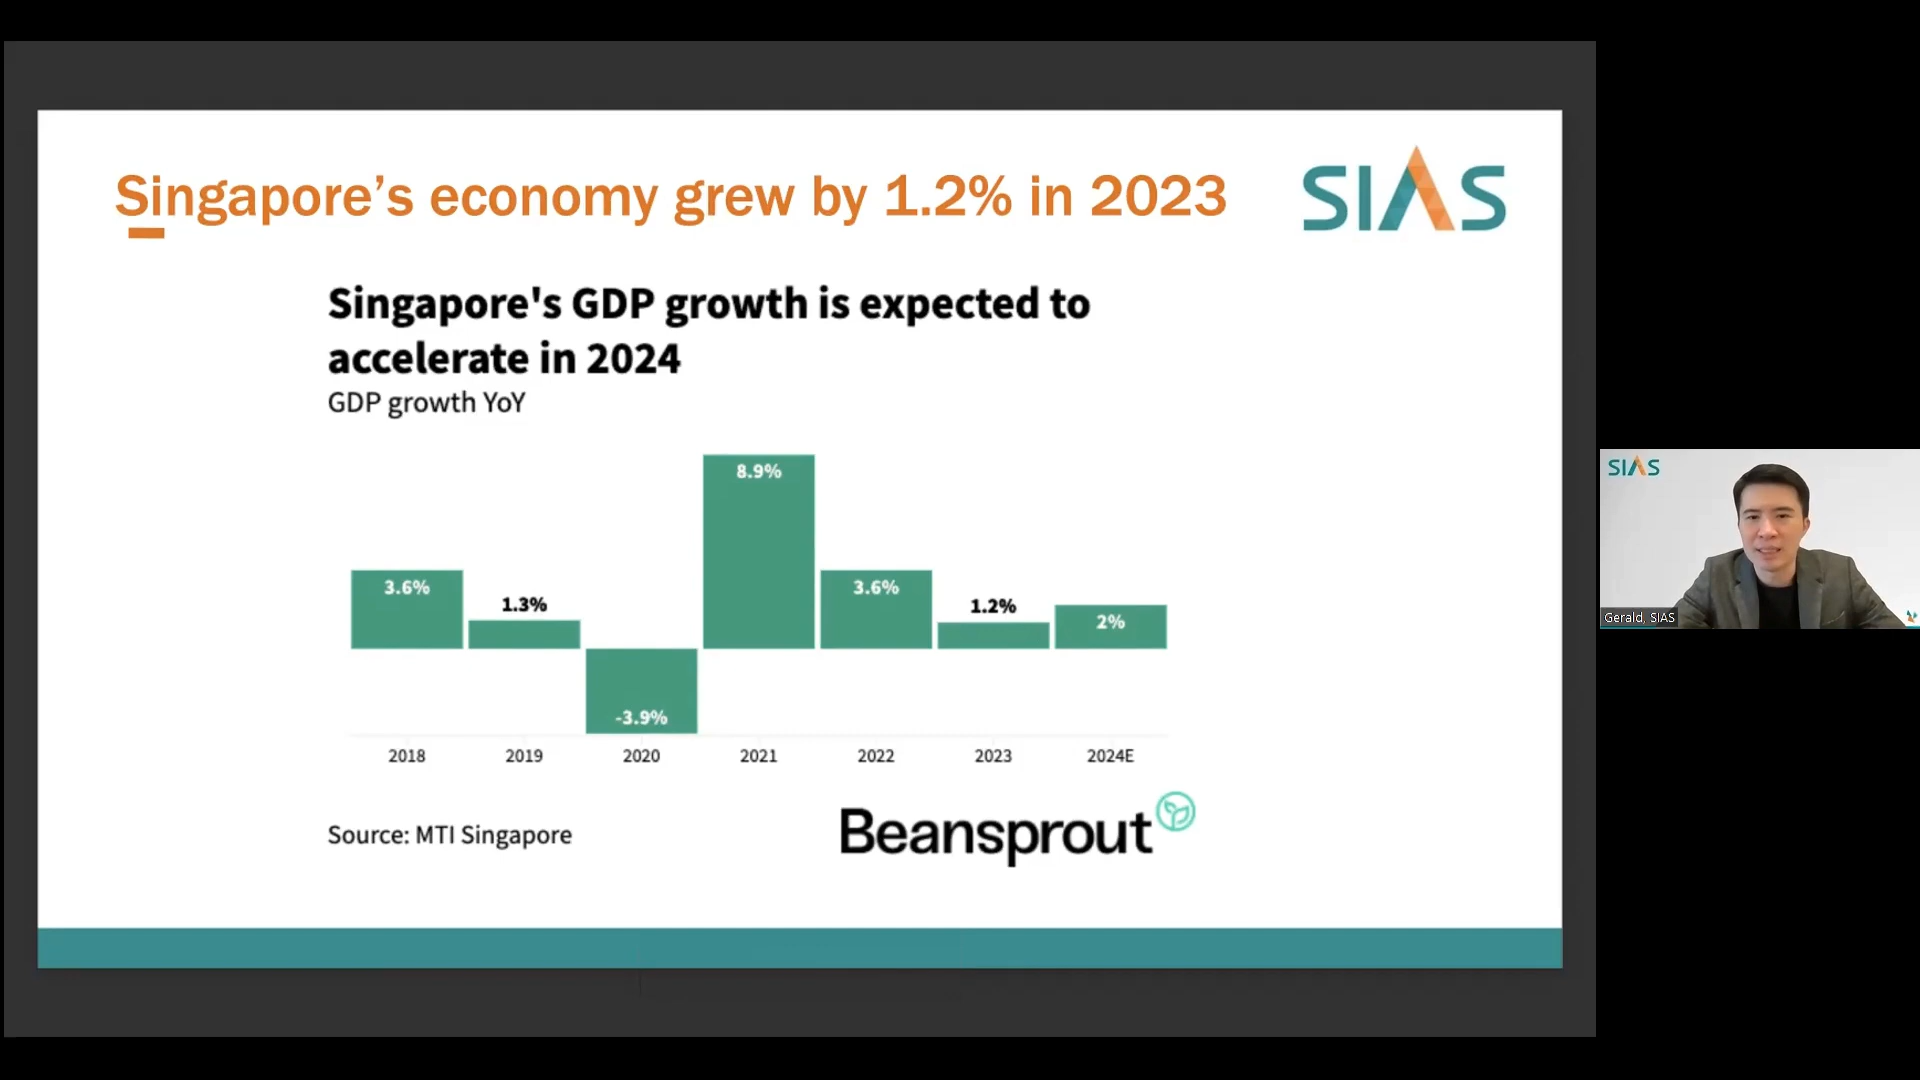 Singapore’s economy grew by 1.2% in 2023
SIAS
Singapore's GDP growth is expected to
accelerate in 2024
GDP growth YoY
8.9%
3.6%
1.3%
3.6%
1.2%
2%
-3.9%
2018
2019
2020
2021
2022
2023
2024E
Source: MTI Singapore
Beansprout
SIAS
Gerald, SIAS